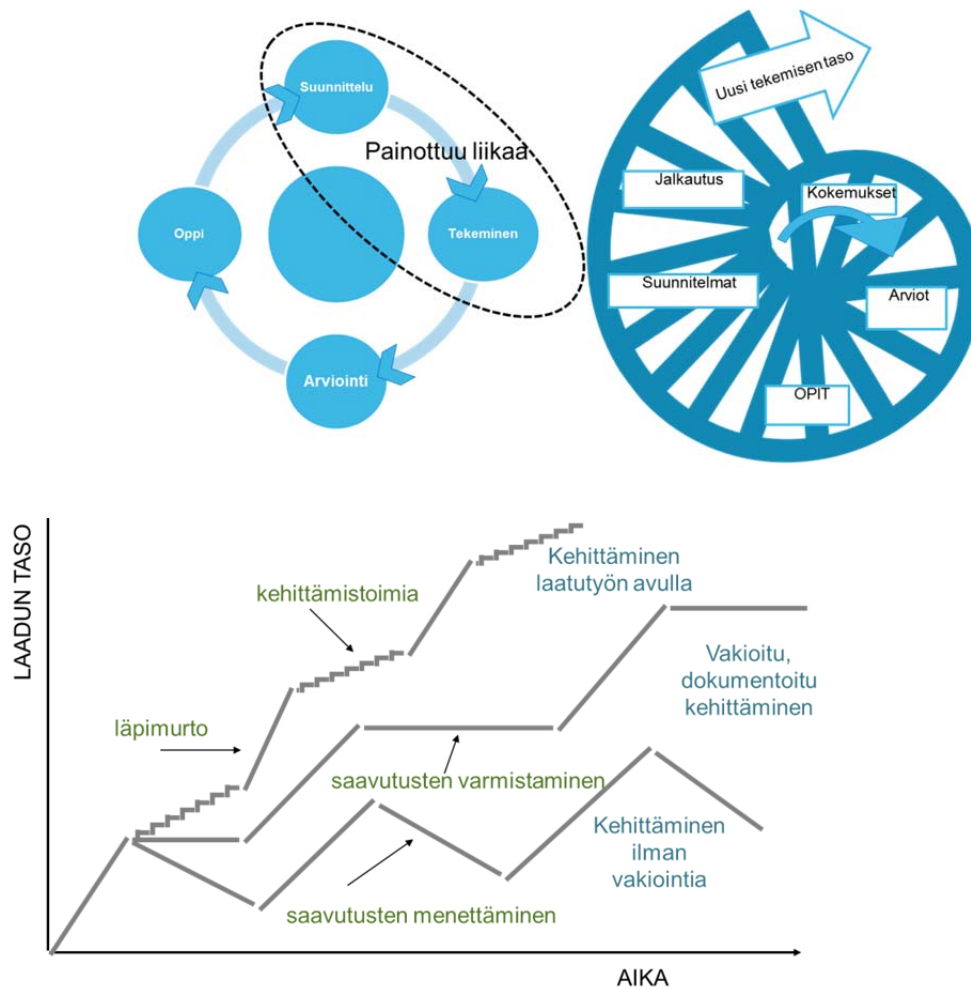 Suunnittelu
Painottuu liikaa
Oppi
Tekeminen
Arviointi
Uusi tekemisen taso
Jalkautus
Kokemukset
Suunnitelmat
Arviot
OPIT
LAADUN TASO
kehittämistoimia
Kehittäminen
laatutyön avulla
läpimurto
Vakioitu,
dokumentoitu
kehittäminen
saavutusten varmistaminen
Kehittäminen
ilman
vakiointia
saavutusten menettäminen
AIKA